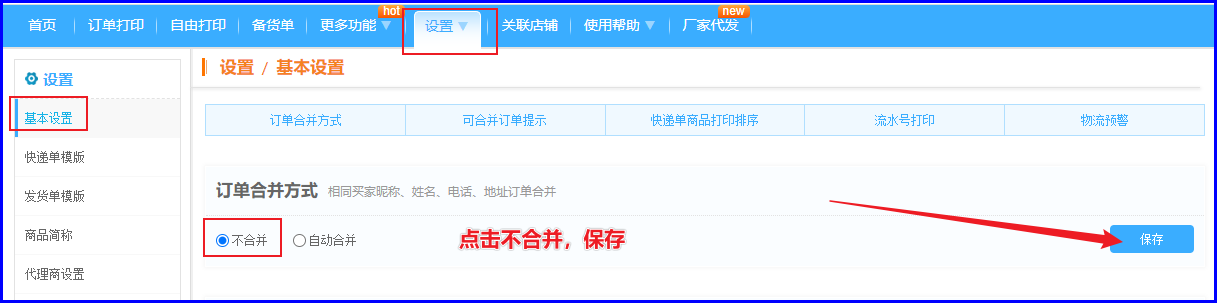 首页 订单打印 自由打印 备货单 更多功能 hot 设置 关联店铺 使用帮助 厂家代发 new
设置
基本设置
快递单模版
发货单模版
商品简称
代理商设置
设置 / 基本设置
订单合并方式 可合并订单提示 快递单商品打印排序 流水号打印 物流预警
订单合并方式 相同买家昵称、姓名、电话、地址订单合并
不合并 自动合并 点击不合并，保存 保存